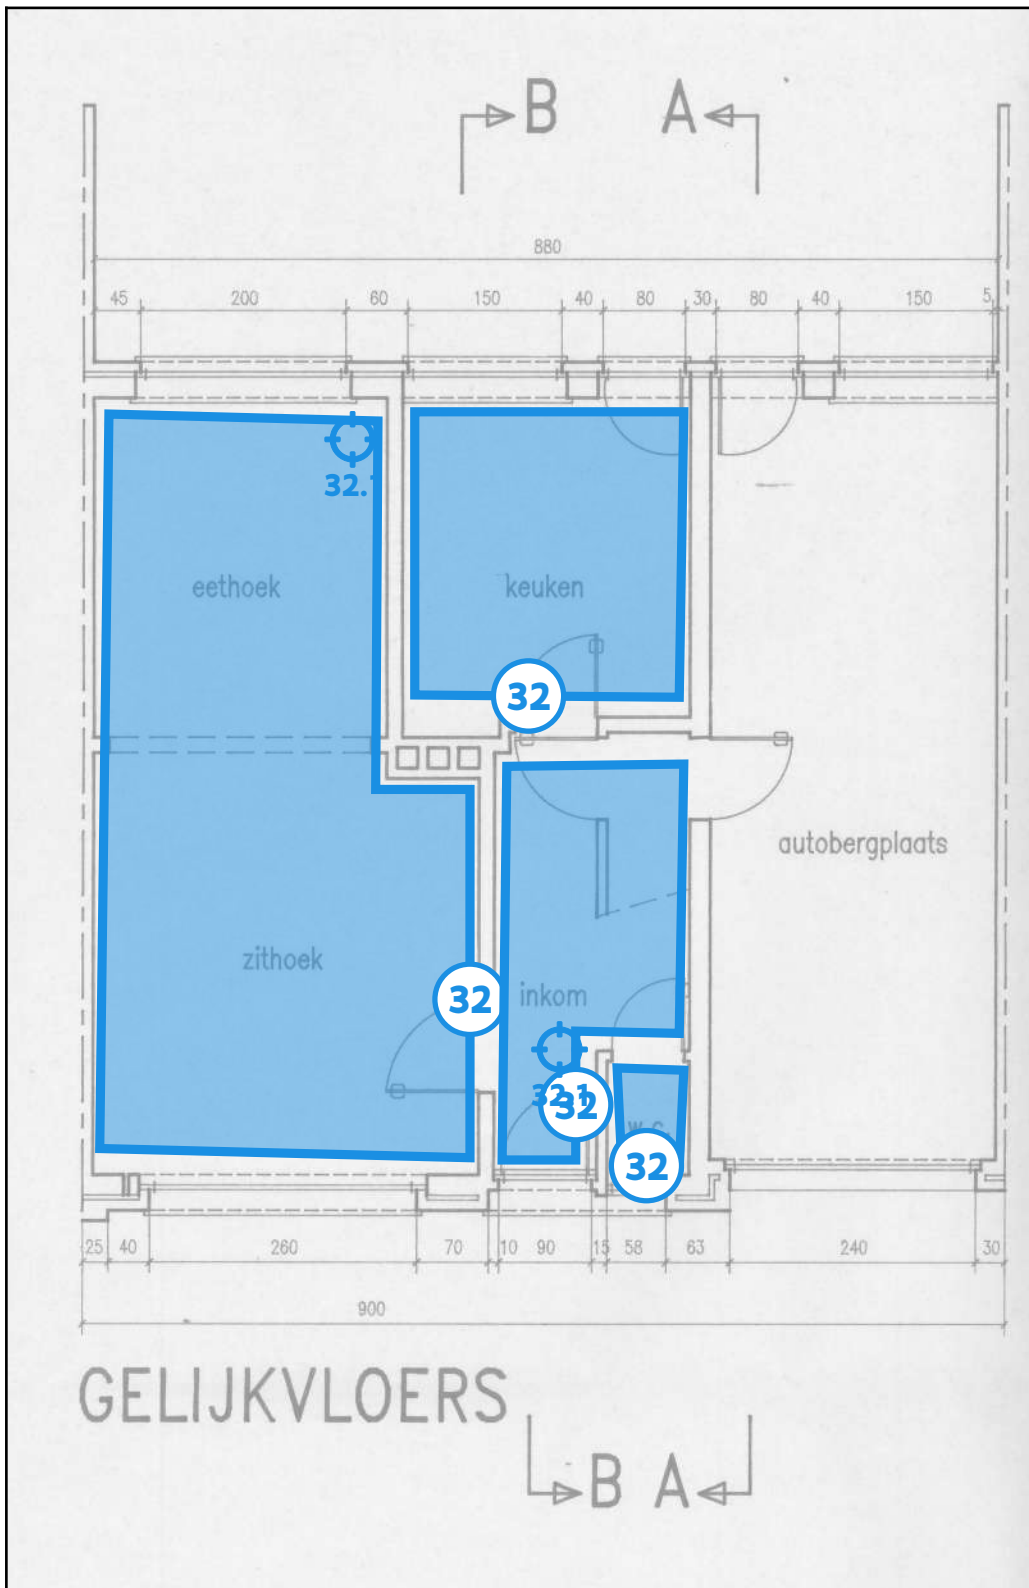 B A
880
45 200 60 150 40 80 30 80 40 150 5
32.
eethoek keuken
32
autobergplaats
zithoek
32 inkom
32.1
32
w.c.
32
25 40 260 70 10 90 15 58 63 240 30
900
GELIJKVLOERS
B A